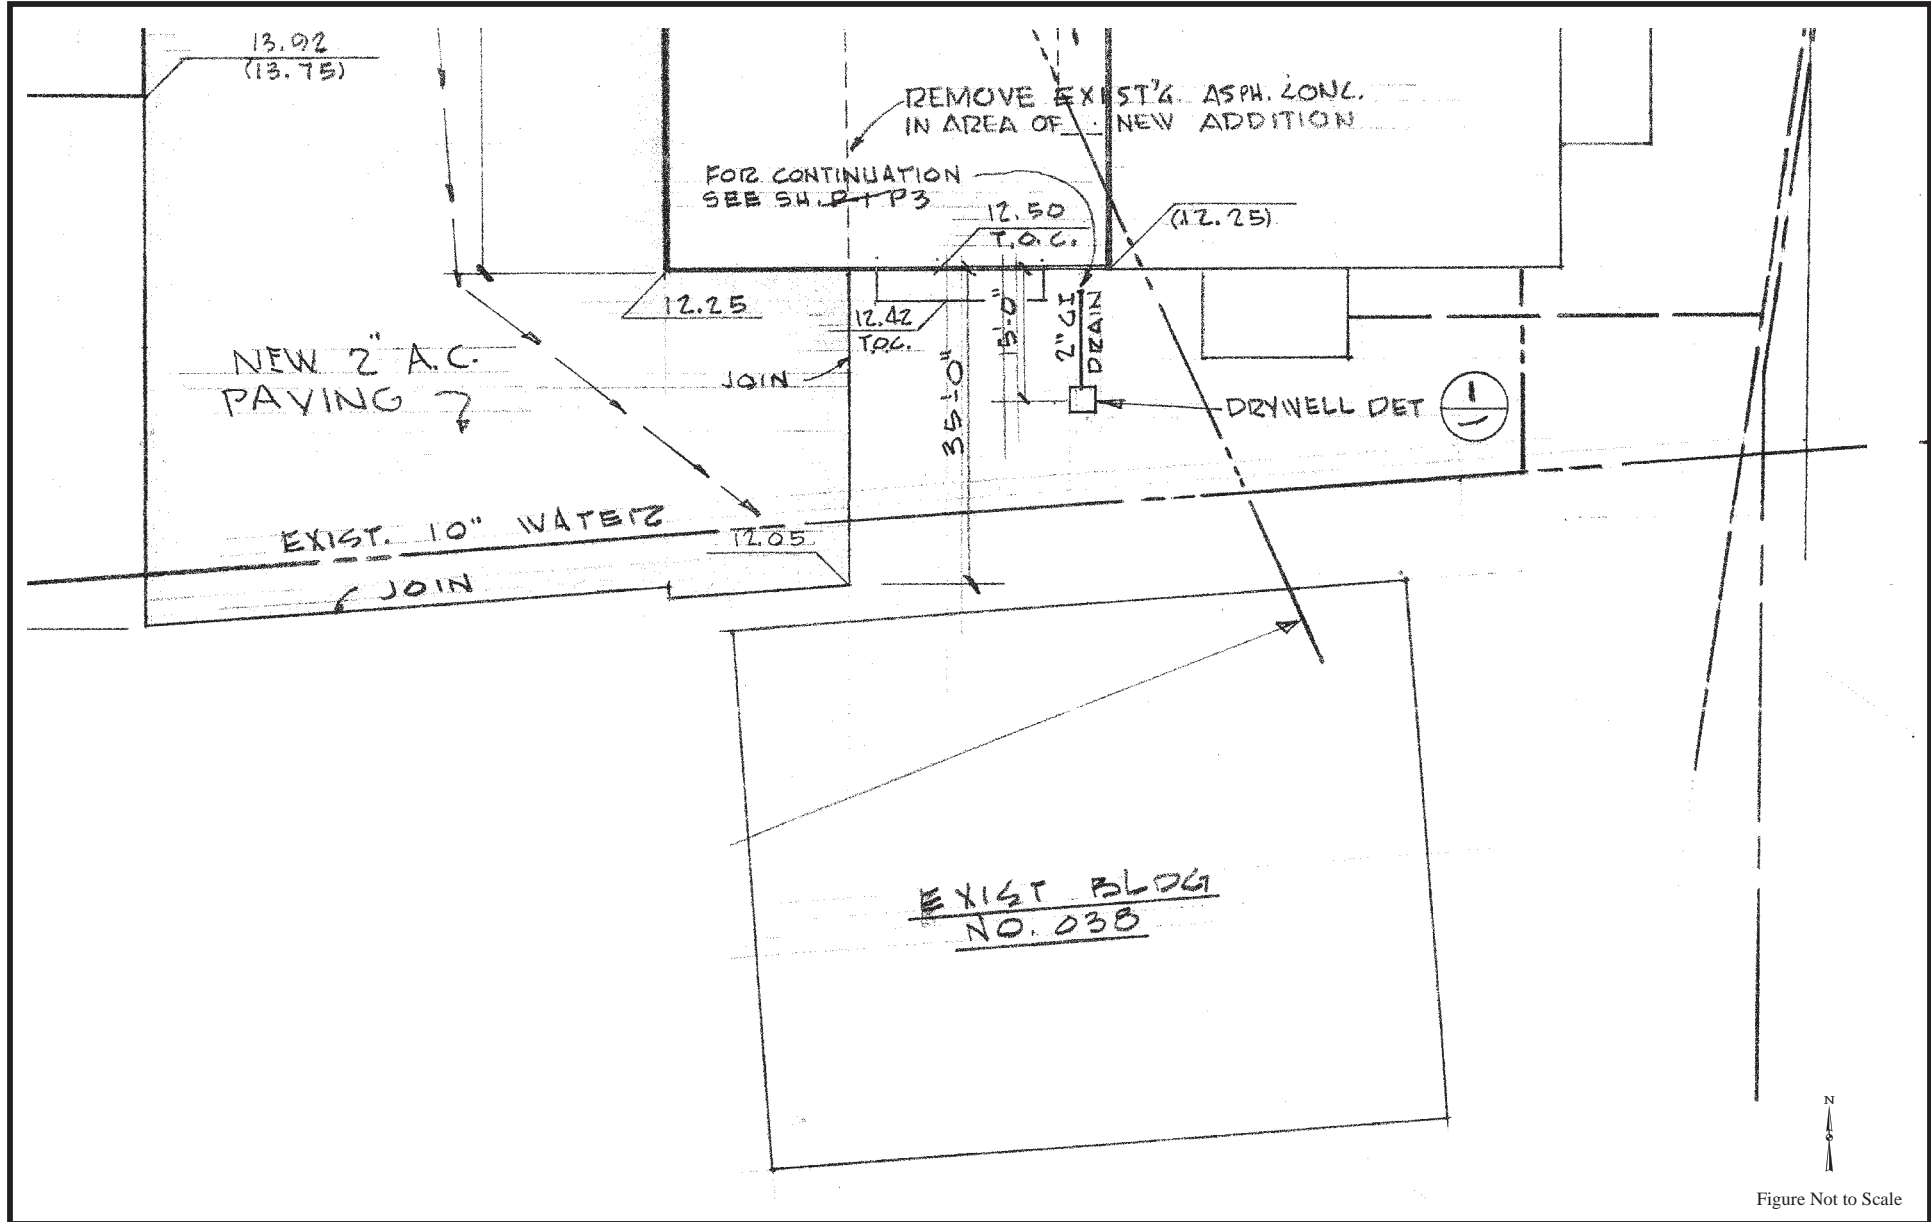 13.92
(13.75)
REMOVE EXIST'G. ASPH. CONC.
IN AREA OF NEW ADDITION
FOR CONTINUATION
SEE SH. P-1 P3
12.50
T.O.C.
(12.25)
12.25
12.42
T.O.C.
35'-0"
2" CI
DRAIN
NEW 2" A.C.
PAVING
JOIN
DRYWELL DET
1
EXIST. 10" WATER
12.05
JOIN
EXIST BLDG
NO. 038
N
Figure Not to Scale